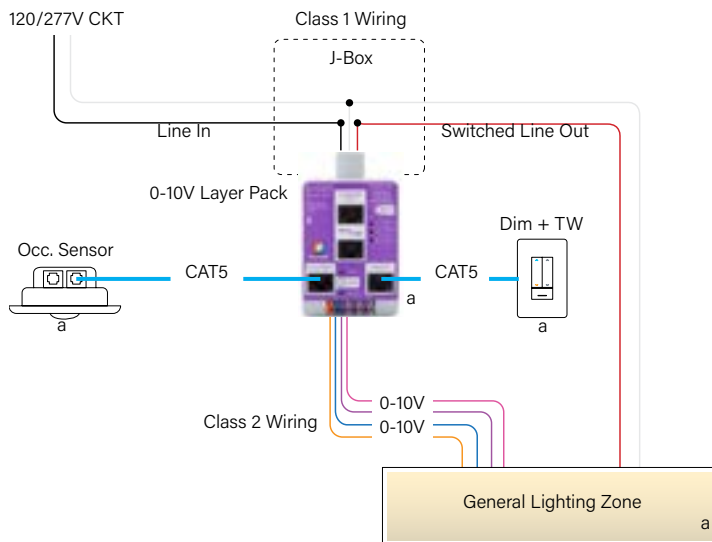 120/277V CKT
Class 1 Wiring
J-Box
Line In
Switched Line Out
0-10V Layer Pack
Dim + TW
Occ. Sensor
CAT5
CAT5
a
a
a
0-10V
Class 2 Wiring
0-10V
General Lighting Zone
a